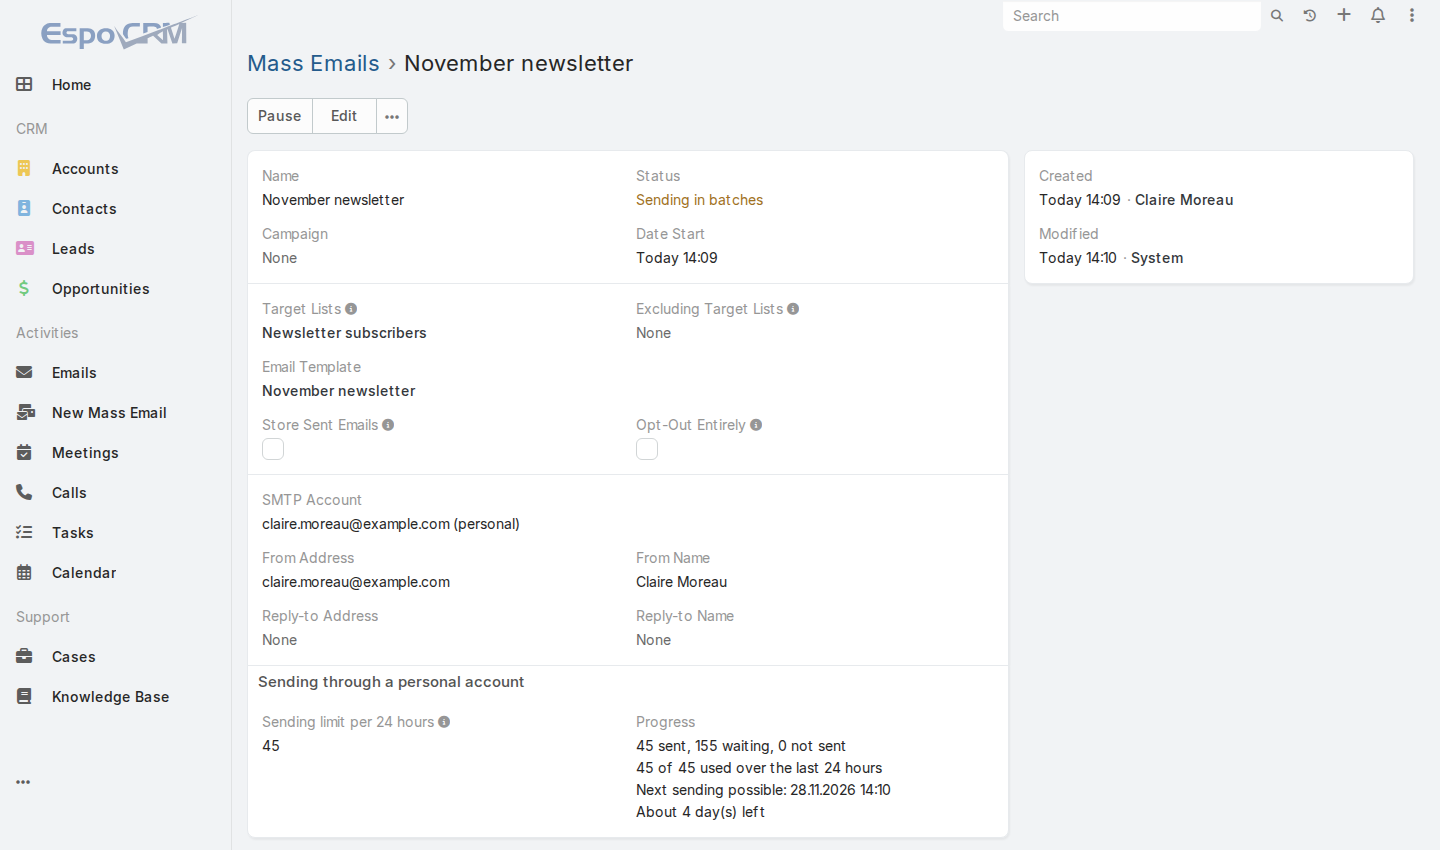 EspoCRM
Search
Home
CRM
Accounts
Contacts
Leads
Opportunities
Activities
Emails
New Mass Email
Meetings
Calls
Tasks
Calendar
Support
Cases
Knowledge Base
Mass Emails › November newsletter
Pause
Edit
Name
November newsletter
Status
Sending in batches
Campaign
None
Date Start
Today 14:09
Target Lists
Newsletter subscribers
Excluding Target Lists
None
Email Template
November newsletter
Store Sent Emails
Opt-Out Entirely
SMTP Account
claire.moreau@example.com (personal)
From Address
claire.moreau@example.com
From Name
Claire Moreau
Reply-to Address
None
Reply-to Name
None
Sending through a personal account
Sending limit per 24 hours
45
Progress
45 sent, 155 waiting, 0 not sent
45 of 45 used over the last 24 hours
Next sending possible: 28.11.2026 14:10
About 4 day(s) left
Created
Today 14:09 · Claire Moreau
Modified
Today 14:10 · System